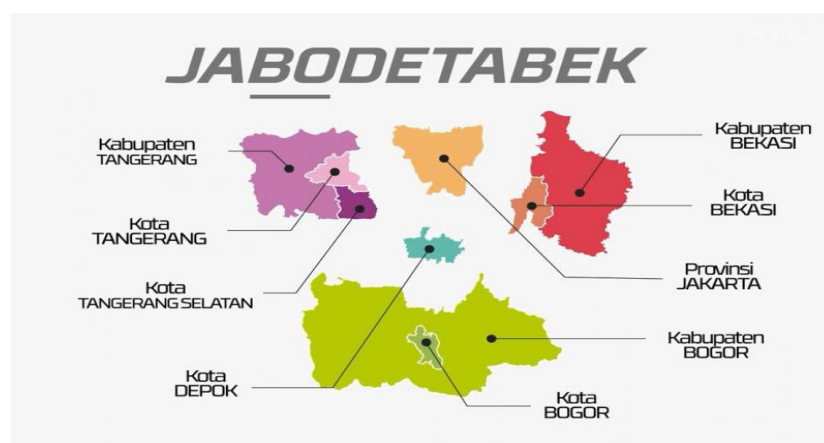 JABODETABEK
Kabupaten
TANGERANG
Kota
TANGERANG
Kota
TANGERANG SELATAN
Kota
DEPOK
Kabupaten
BEKASI
Kota
BEKASI
Provinsi
JAKARTA
Kabupaten
BOGOR
Kota
BOGOR